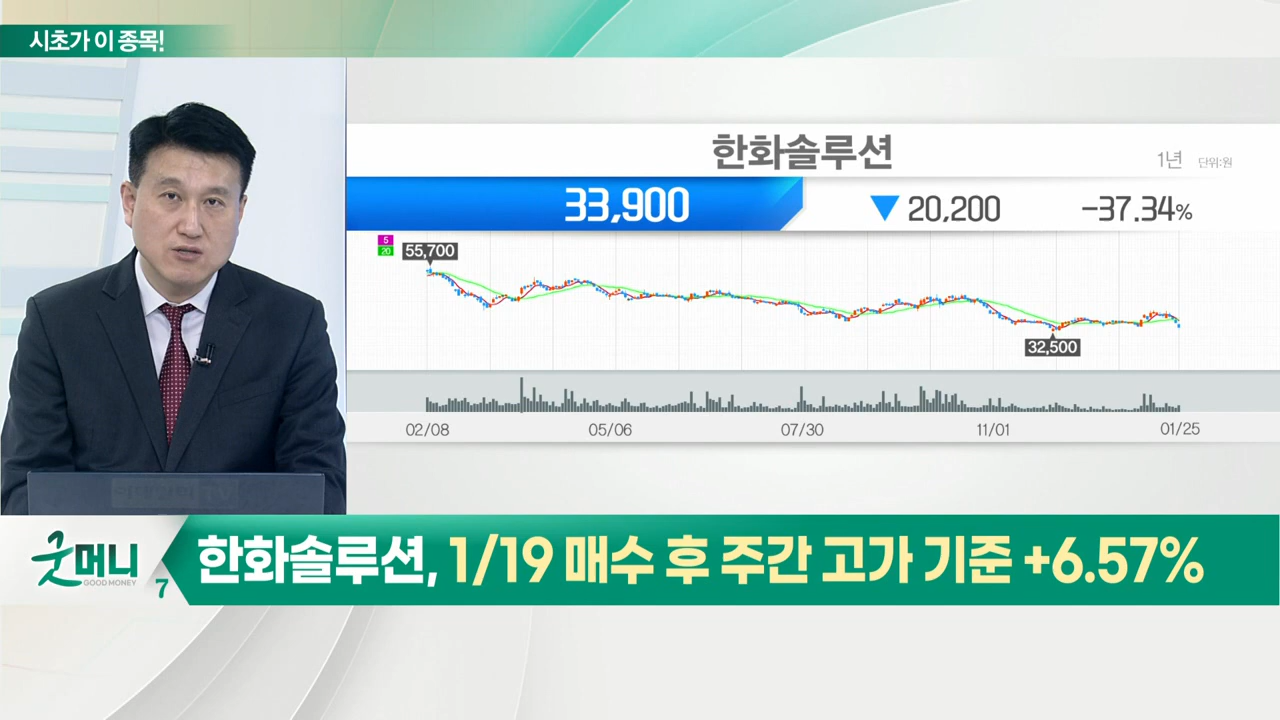 시초가 이 종목!
한화솔루션
1년 단위:원
33,900 ▼ 20,200 -37.34%
5
20
55,700
32,500
02/08 05/06 07/30 11/01 01/25
굿머니
GOOD MONEY
7
한화솔루션, 1/19 매수 후 주간 고가 기준 +6.57%